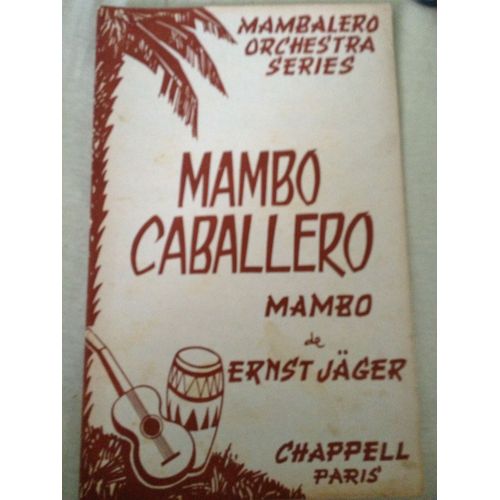 MAMBALERO
ORCHESTRA
SERIES
MAMBO
CABALLERO
MAMBO
de
ERNST JÄGER
CHAPPELL
PARIS